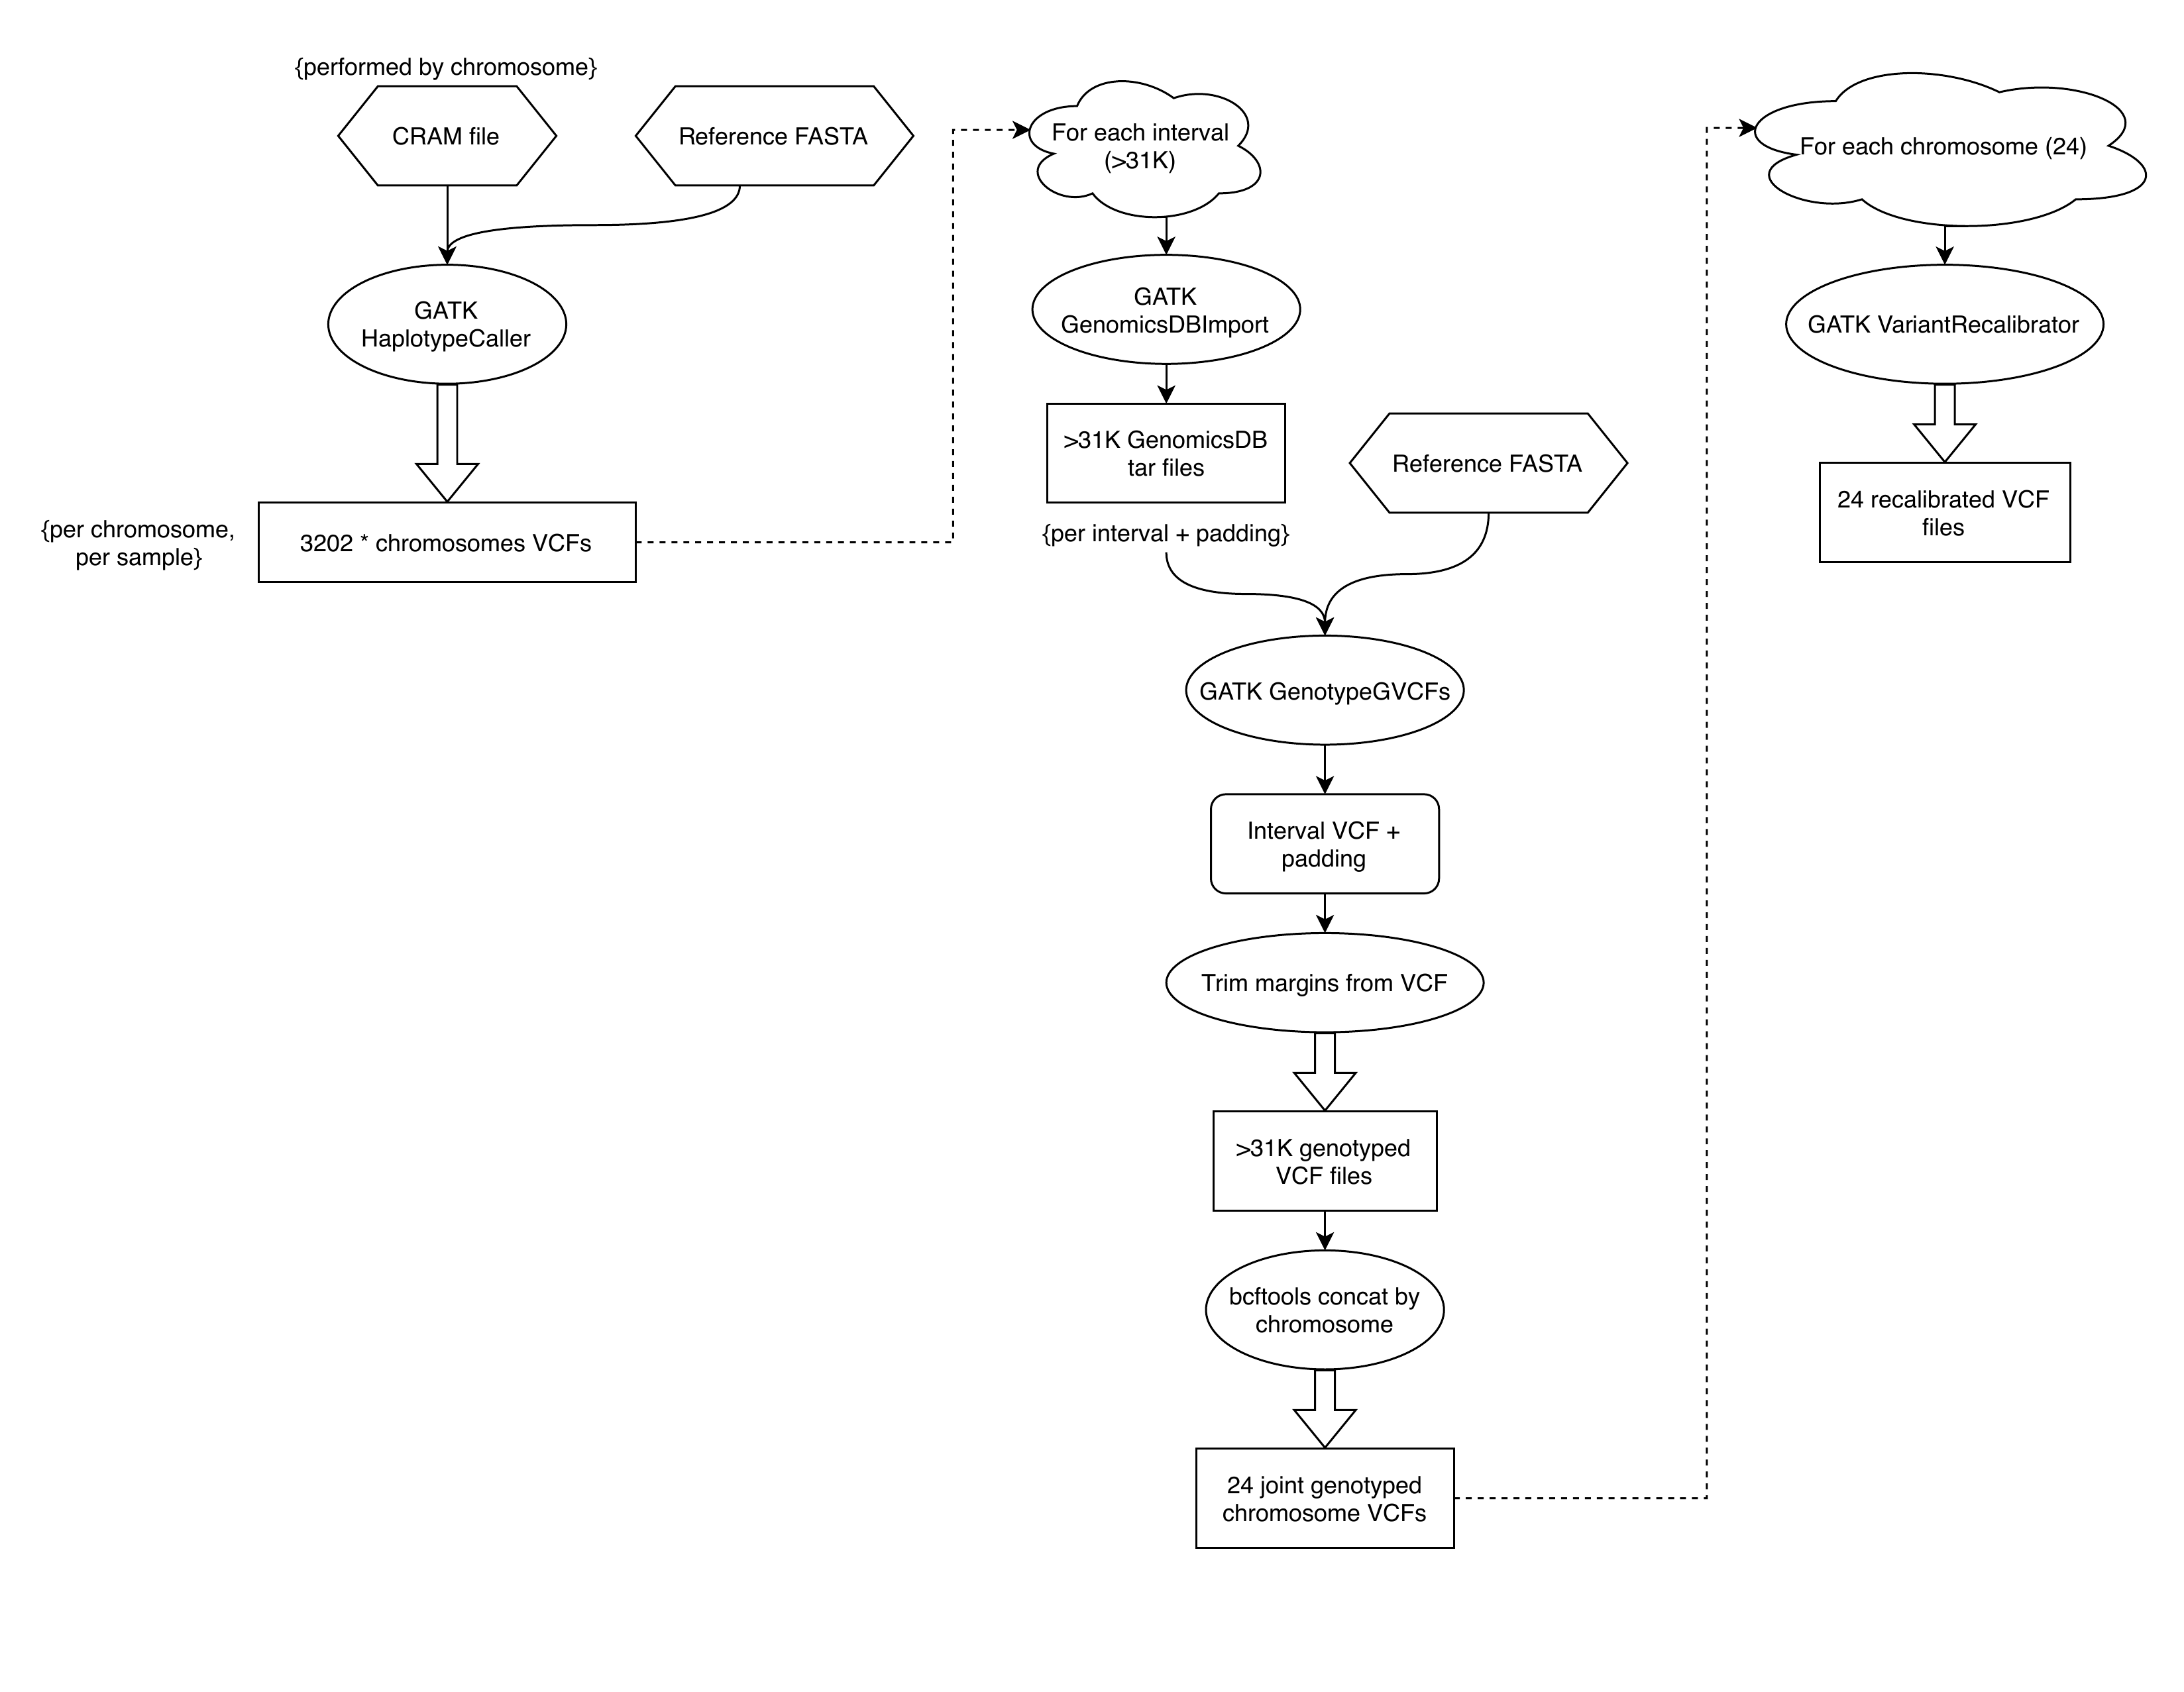 {performed by chromosome}
CRAM file
Reference FASTA
GATK
HaplotypeCaller
{per chromosome,
per sample}
3202 * chromosomes VCFs
For each interval
(>31K)
GATK
GenomicsDBImport
>31K GenomicsDB
tar files
{per interval + padding}
Reference FASTA
GATK GenotypeGVCFs
Interval VCF +
padding
Trim margins from VCF
>31K genotyped
VCF files
bcftools concat by
chromosome
24 joint genotyped
chromosome VCFs
For each chromosome (24)
GATK VariantRecalibrator
24 recalibrated VCF
files